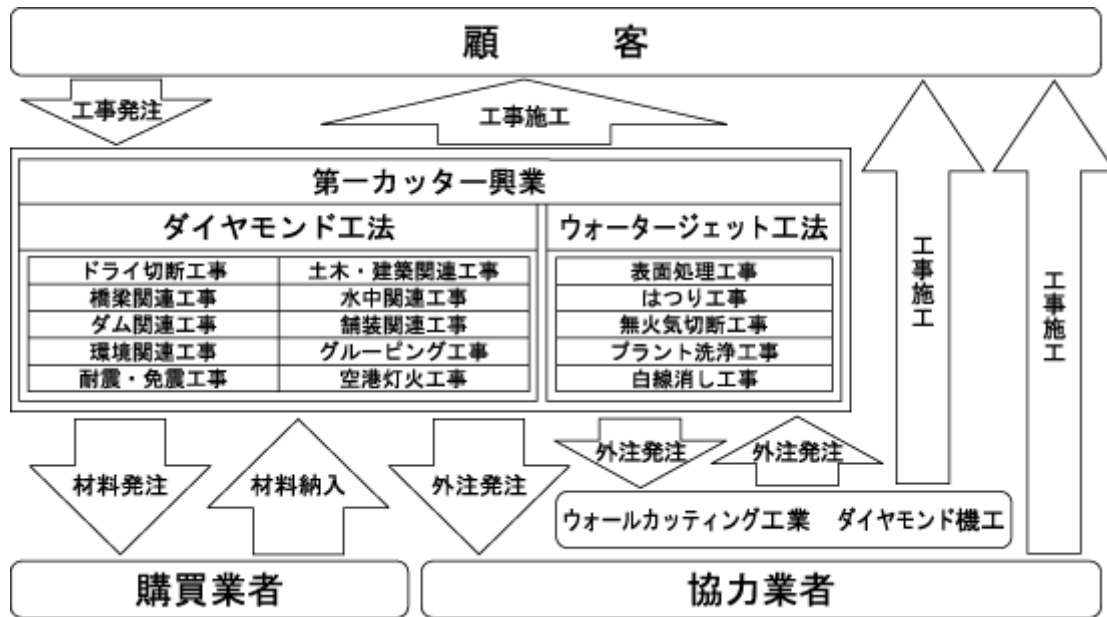 顧　客
工事発注
工事施工
第一カッター興業
ダイヤモンド工法
ウォータージェット工法
ドライ切断工事
土木・建築関連工事
橋梁関連工事
水中関連工事
ダム関連工事
舗装関連工事
環境関連工事
グルービング工事
耐震・免震工事
空港灯火工事
表面処理工事
はつり工事
無火気切断工事
プラント洗浄工事
白線消し工事
工事施工
工事施工
材料発注
材料納入
外注発注
外注発注
外注発注
ウォールカッティング工業　ダイヤモンド機工
購買業者
協力業者